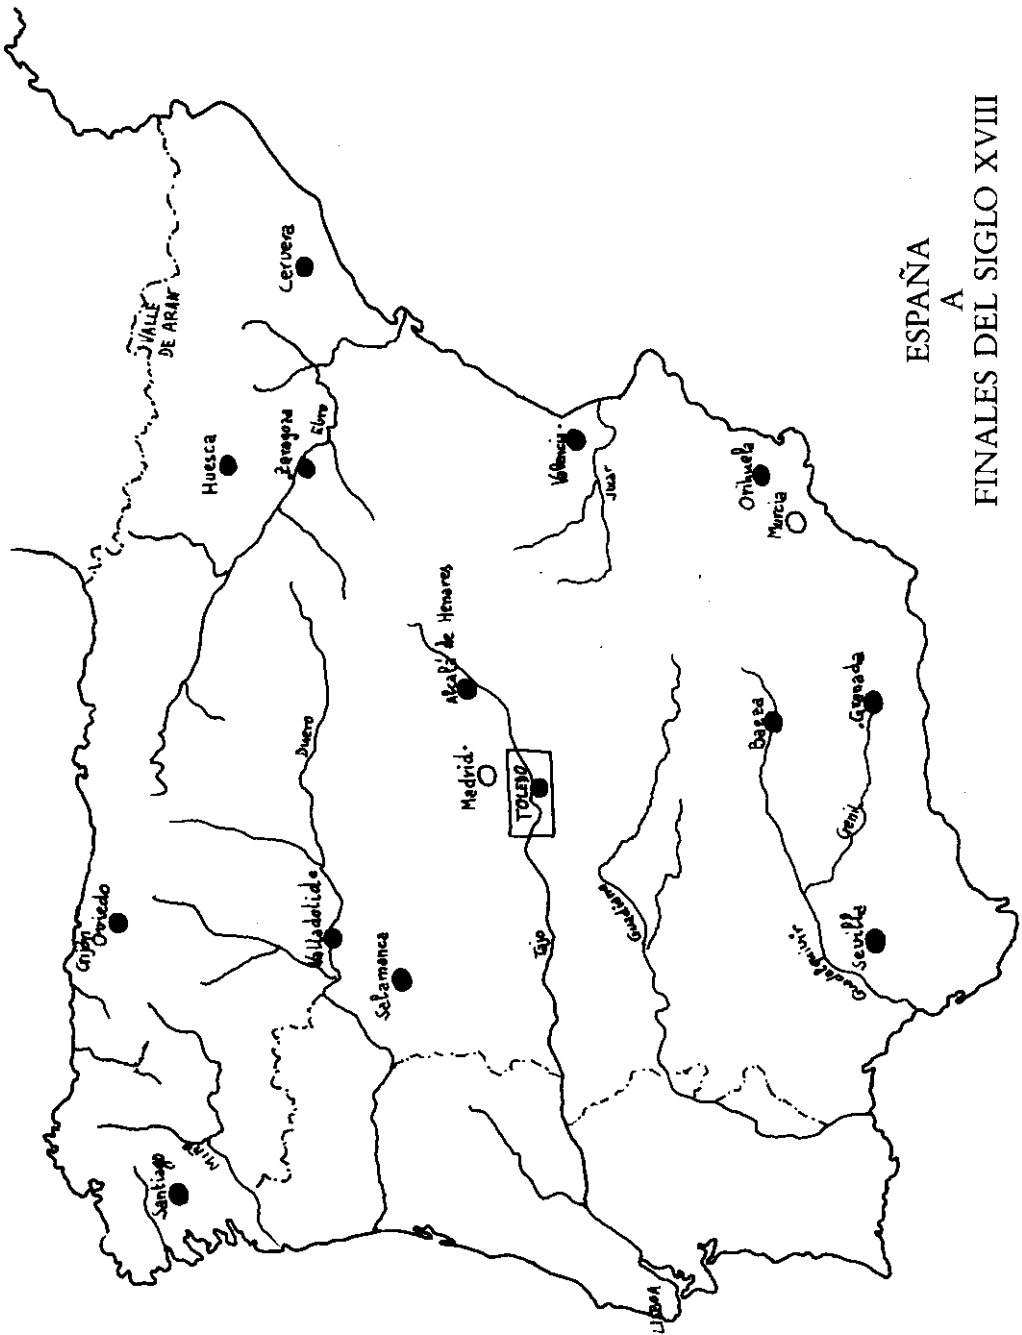 ESPAÑA
A
FINALES DEL SIGLO XVIII
Gijón
Oviedo
Santiago
Miño
VALLE
DE ARAN
Huesca
Zaragoza
Ebro
Cervera
Duero
Valladolid
Salamanca
Alcalá de Henares
Madrid
TOLEDO
Tajo
LISBOA
Valencia
Jucar
Guadiana
Orihuela
Murcia
Baeza
Granada
Genil
Guadalquivir
Sevilla